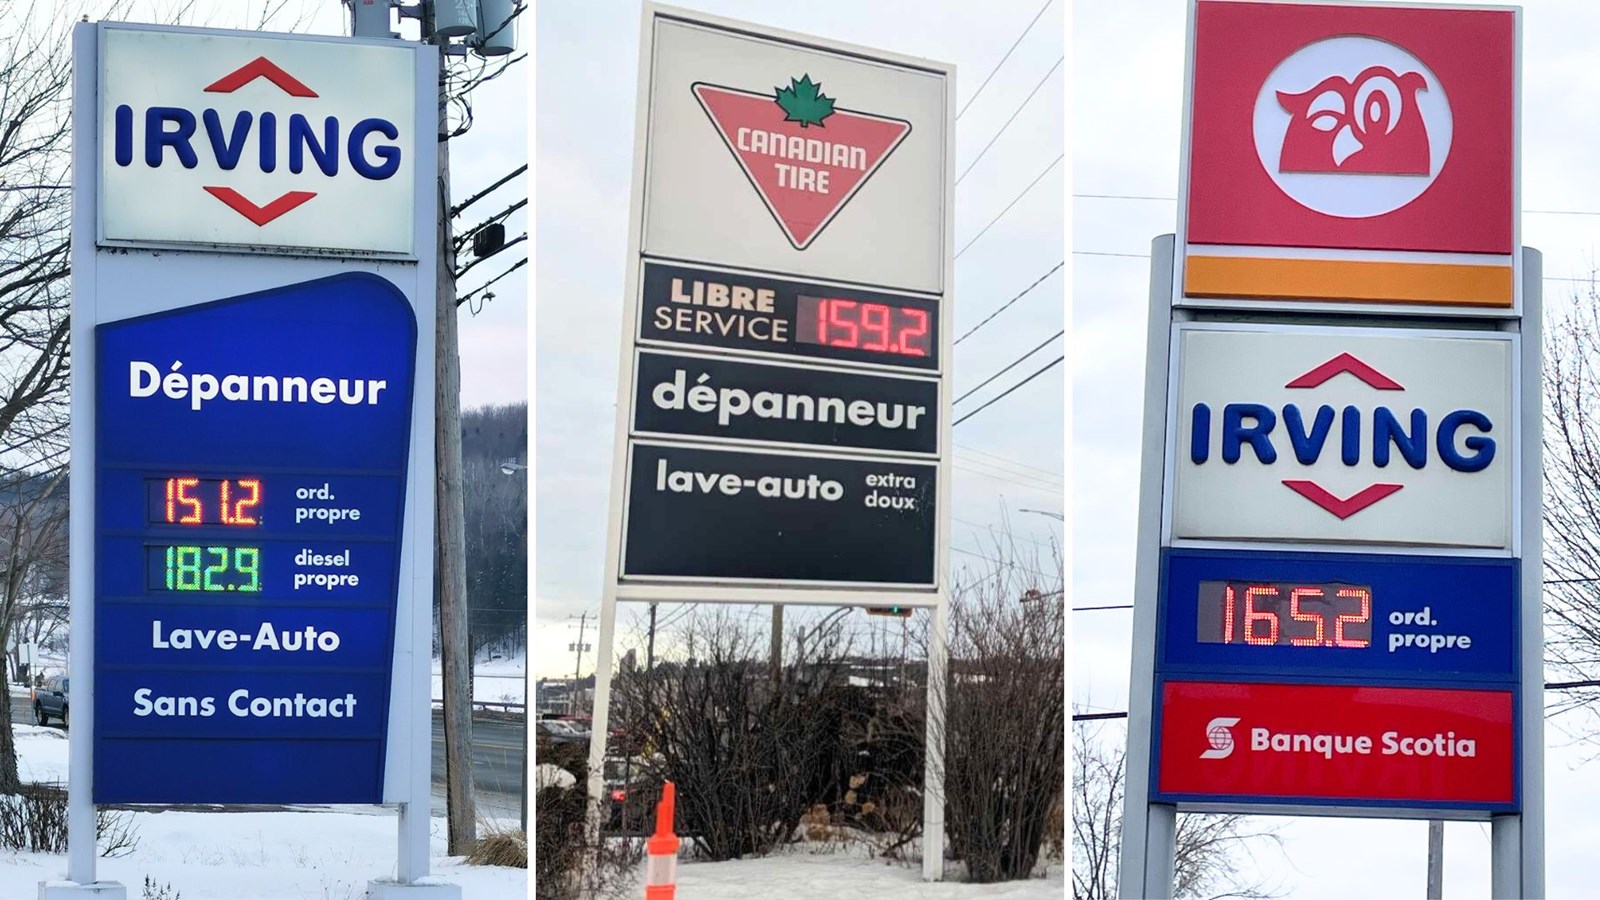 IRVING
Dépanneur
151.2 ord.
propre
182.9 diesel
propre
Lave-Auto
Sans Contact
CANADIAN
TIRE
LIBRE
SERVICE 159.2
dépanneur
lave-auto extra
doux
IRVING
165.2 ord.
propre
Banque Scotia